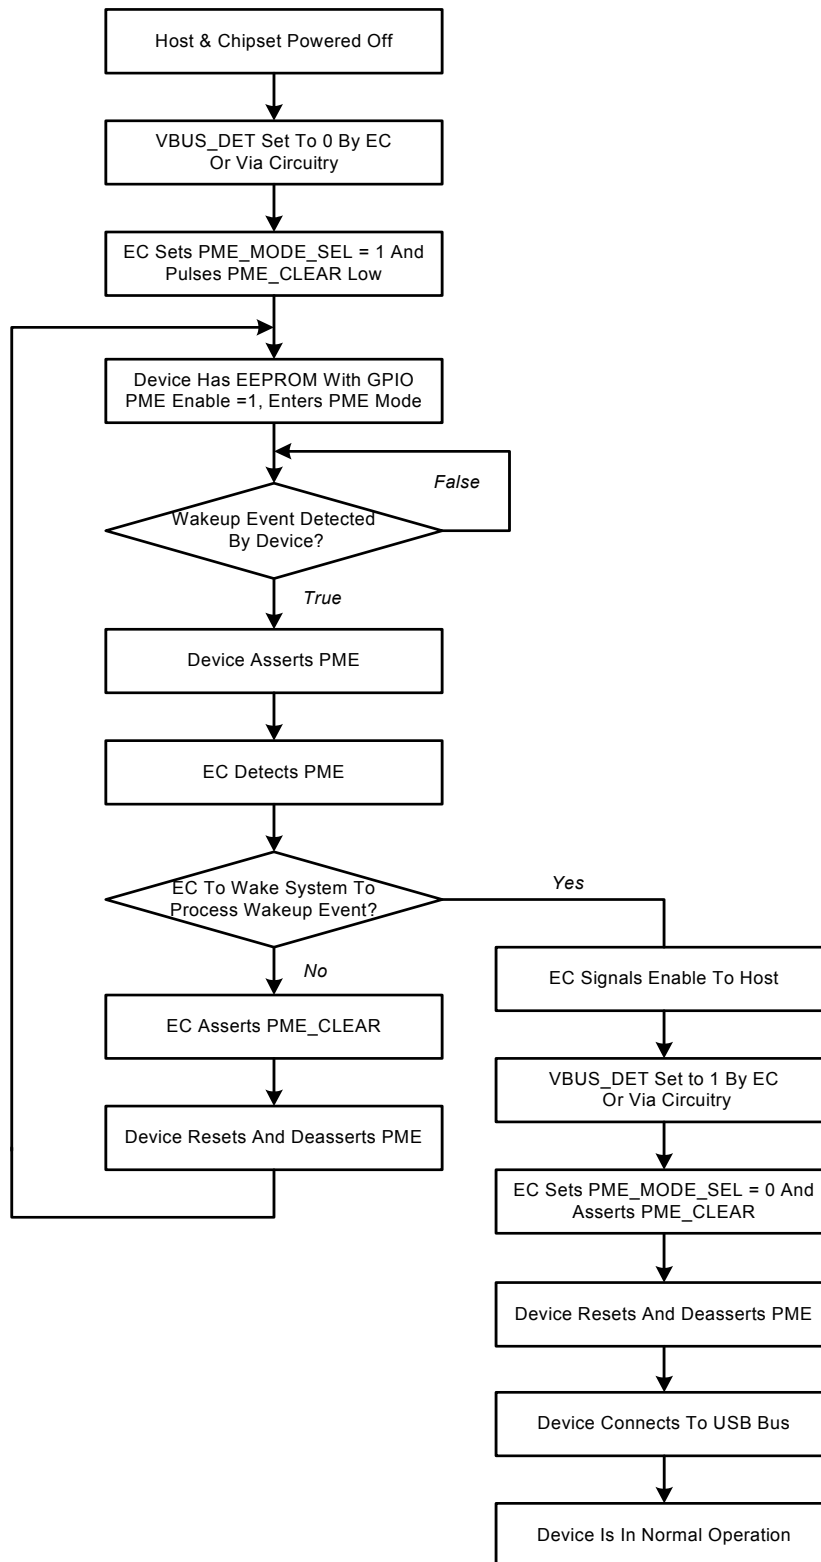 Host & Chipset Powered Off
VBUS_DET Set To 0 By EC
Or Via Circuitry
EC Sets PME_MODE_SEL = 1 And
Pulses PME_CLEAR Low
Device Has EEPROM With GPIO
PME Enable =1, Enters PME Mode
False
Wakeup Event Detected
By Device?
True
Device Asserts PME
EC Detects PME
EC To Wake System To
Process Wakeup Event?
Yes
No
EC Asserts PME_CLEAR
Device Resets And Deasserts PME
EC Signals Enable To Host
VBUS_DET Set to 1 By EC
Or Via Circuitry
EC Sets PME_MODE_SEL = 0 And
Asserts PME_CLEAR
Device Resets And Deasserts PME
Device Connects To USB Bus
Device Is In Normal Operation